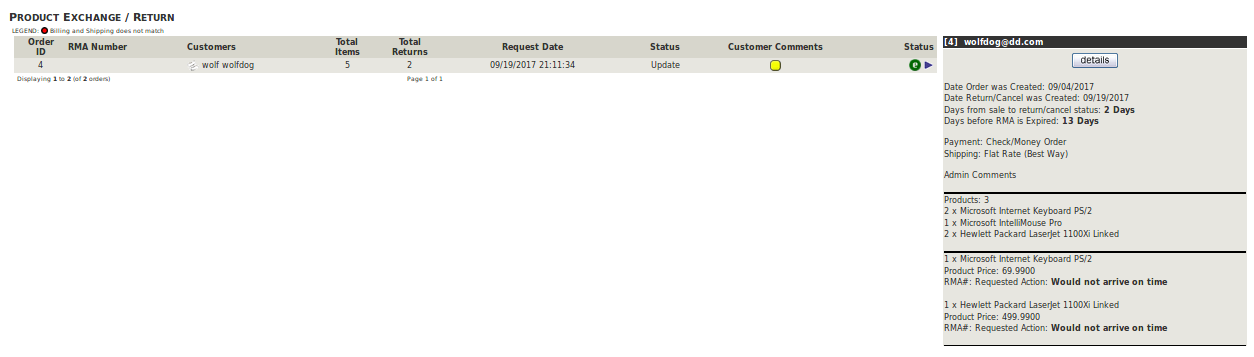 PRODUCT EXCHANGE / RETURN
LEGEND: Billing and Shipping does not match
Order ID RMA Number Customers Total Items Total Returns Request Date Status Customer Comments Status
4 wolf wolfdog 5 2 09/19/2017 21:11:34 Update e
Displaying 1 to 2 (of 2 orders) Page 1 of 1
[4] wolfdog@dd.com
details
Date Order was Created: 09/04/2017
Date Return/Cancel was Created: 09/19/2017
Days from sale to return/cancel status: 2 Days
Days before RMA is Expired: 13 Days
Payment: Check/Money Order
Shipping: Flat Rate (Best Way)
Admin Comments
Products: 3
2 x Microsoft Internet Keyboard PS/2
1 x Microsoft IntelliMouse Pro
2 x Hewlett Packard LaserJet 1100Xi Linked
1 x Microsoft Internet Keyboard PS/2
Product Price: 69.9900
RMA#: Requested Action: Would not arrive on time
1 x Hewlett Packard LaserJet 1100Xi Linked
Product Price: 499.9900
RMA#: Requested Action: Would not arrive on time